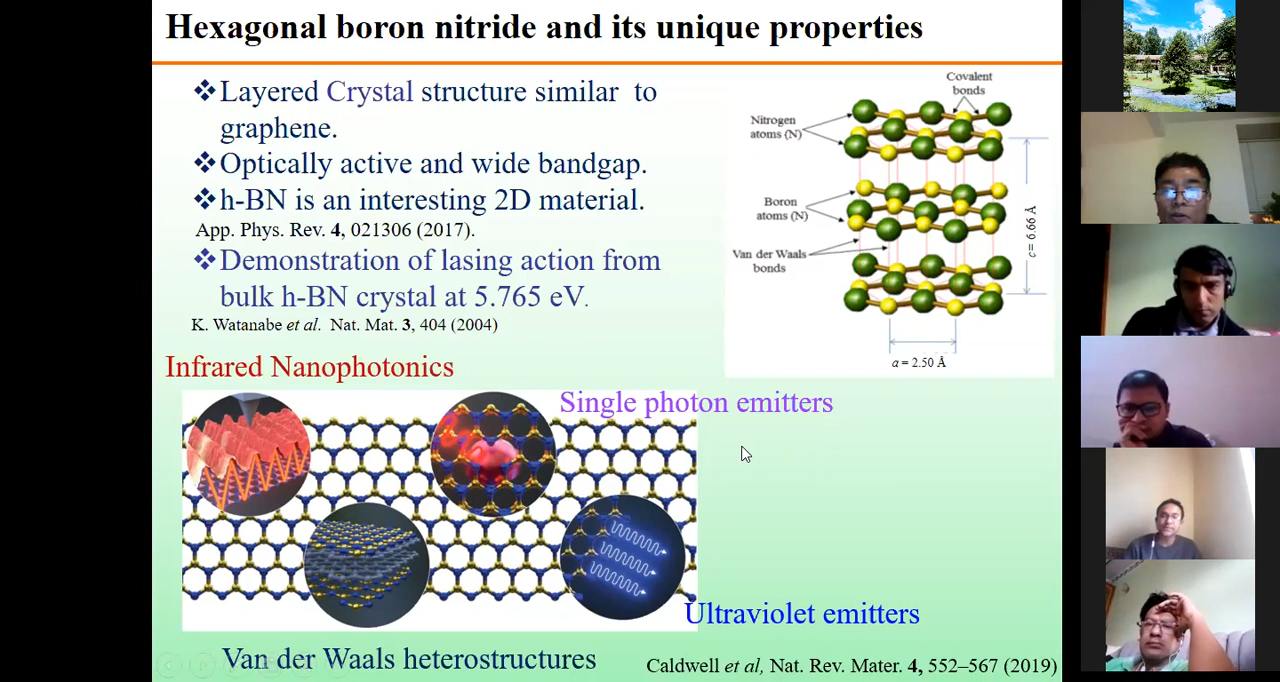 Hexagonal boron nitride and its unique properties
❖Layered Crystal structure similar to
graphene.
❖Optically active and wide bandgap.
❖h-BN is an interesting 2D material.
App. Phys. Rev. 4, 021306 (2017).
❖Demonstration of lasing action from
bulk h-BN crystal at 5.765 eV.
K. Watanabe et al. Nat. Mat. 3, 404 (2004)
Covalent
bonds
Nitrogen
atoms (N)
Boron
atoms (N)
Van der Waals
bonds
c = 6.66 Å
a = 2.50 Å
Infrared Nanophotonics
Single photon emitters
Ultraviolet emitters
Van der Waals heterostructures
Caldwell et al, Nat. Rev. Mater. 4, 552–567 (2019)